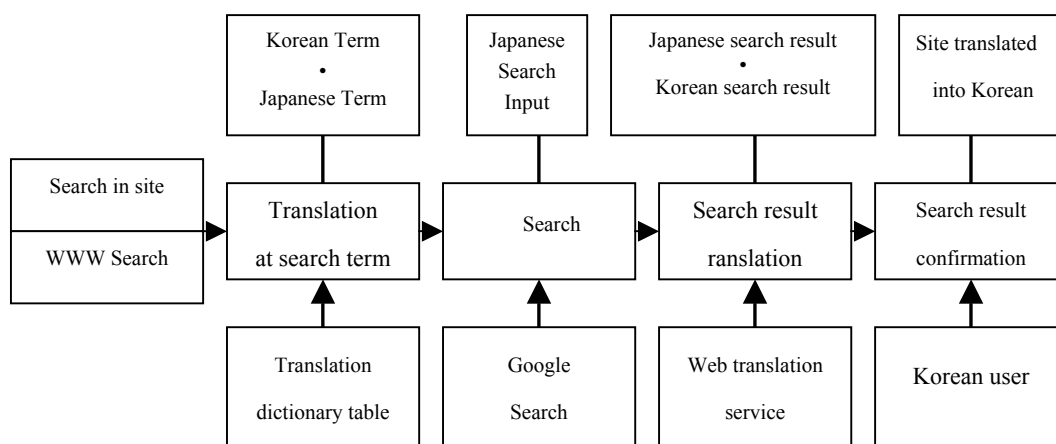 Korean Term
•
Japanese Term
Japanese
Search
Input
Japanese search result
•
Korean search result
Site translated
into Korean
Search in site
WWW Search
Translation
at search term
Search
Search result
ranslation
Search result
confirmation
Translation
dictionary table
Google
Search
Web translation
service
Korean user